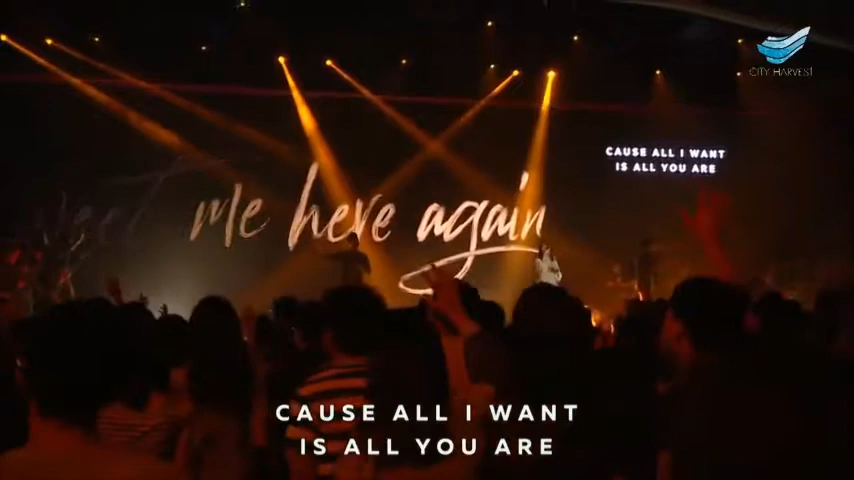 CITY HARVEST
CAUSE ALL I WANT
IS ALL YOU ARE
me here again
CAUSE ALL I WANT
IS ALL YOU ARE